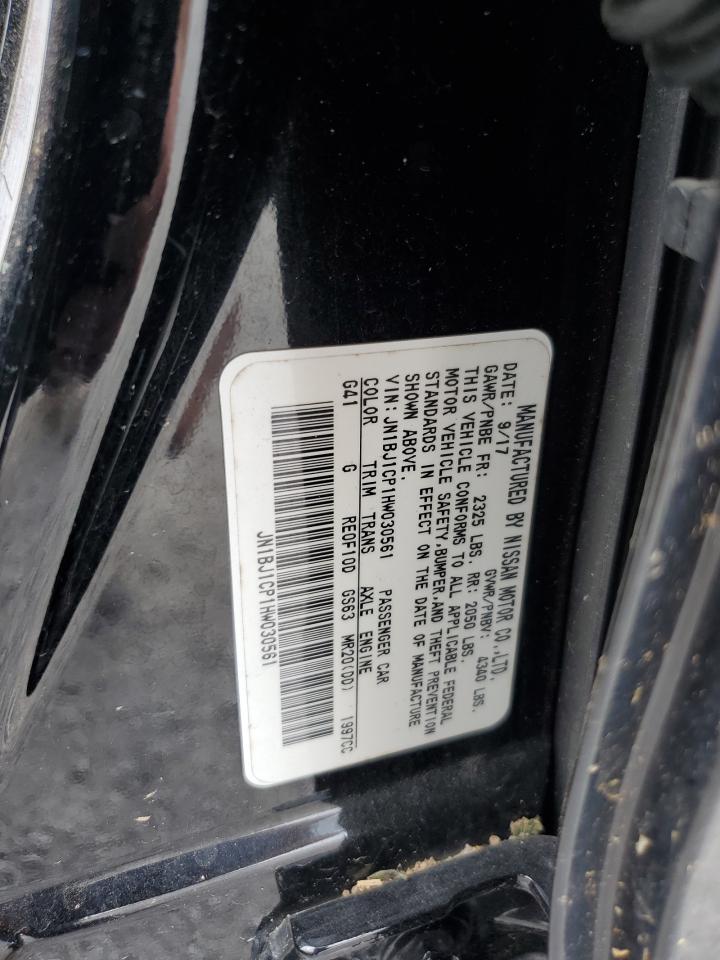 MANUFACTURED BY NISSAN MOTOR CO.,LTD.
DATE: 9/17 GVWR/PNBV: 4340 LBS.
GAWR/PNBE FR: 2325 LBS. RR: 2050 LBS.
THIS VEHICLE CONFORMS TO ALL APPLICABLE FEDERAL
MOTOR VEHICLE SAFETY,BUMPER,AND THEFT PREVENTION
STANDARDS IN EFFECT ON THE DATE OF MANUFACTURE
SHOWN ABOVE.
VIN:JN1BJ1CP1HW030561 PASSENGER CAR
COLOR TRIM TRANS AXLE ENGINE
G41 G RE0F10D GS63 MR20(DD) 1997CC
JN1BJ1CP1HW030561